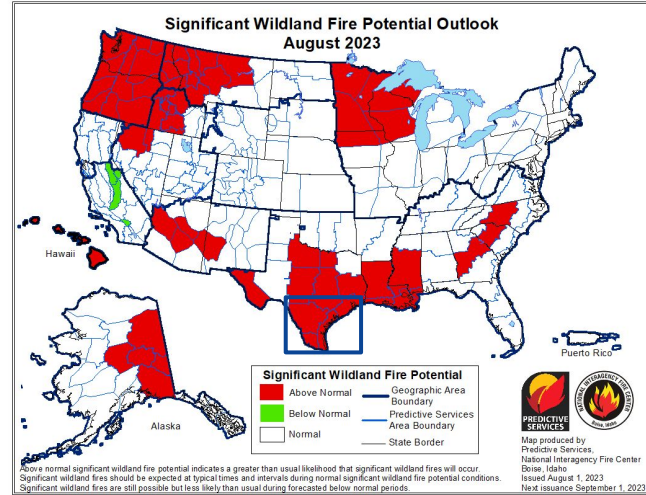 Significant Wildland Fire Potential Outlook
August 2023
Hawaii
Alaska
Puerto Rico
Significant Wildland Fire Potential
Above Normal
Below Normal
Normal
Geographic Area
Boundary
Predictive Services
Area Boundary
State Border
PREDICTIVE
SERVICES
NATIONAL INTERAGENCY FIRE CENTER
Boise, Idaho
Map produced by
Predictive Services,
National Interagency Fire Center
Boise, Idaho
Issued August 1, 2023
Next issuance September 1, 2023
Above normal significant wildland fire potential indicates a greater than usual likelihood that significant wildland fires will occur.
Significant wildland fires should be expected at typical times and intervals during normal significant wildland fire potential conditions.
Significant wildland fires are still possible but less likely than usual during forecasted below normal periods.